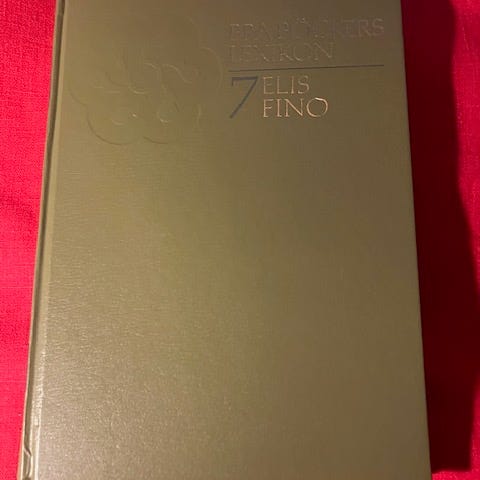 BRA BÖCKERS
LEXIKON
7 ELIS
FINO